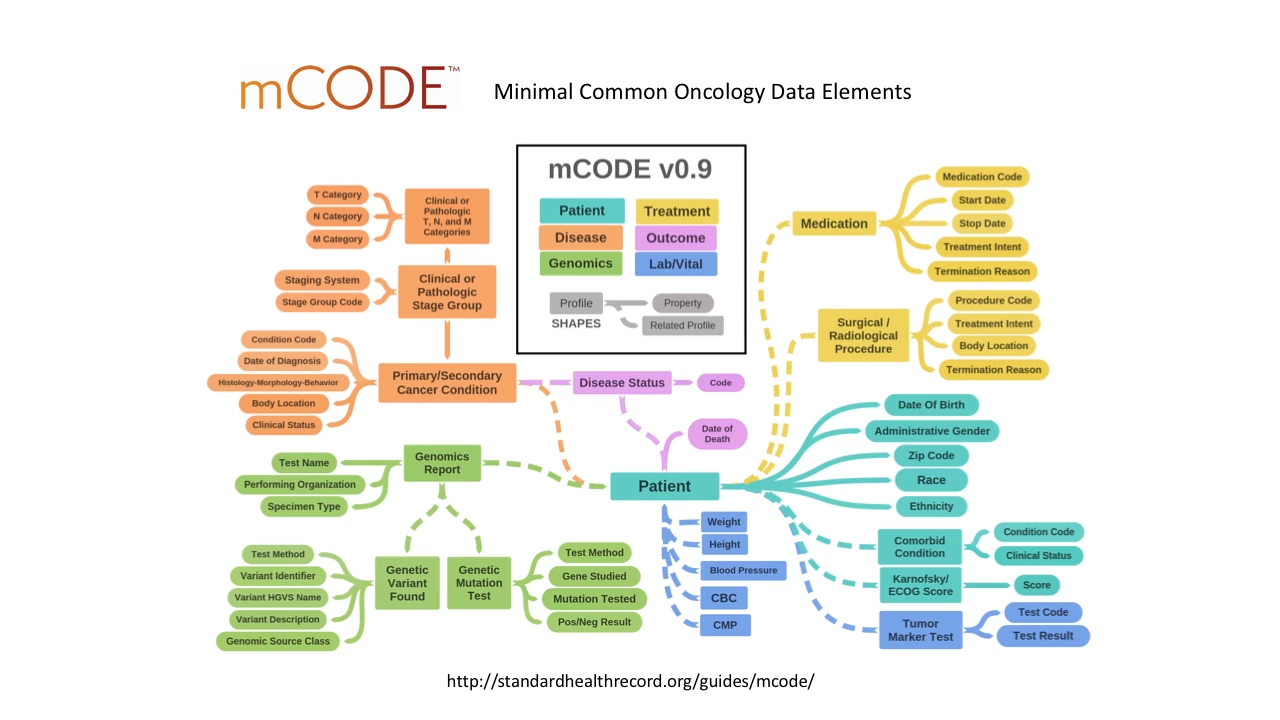 mCODE™
Minimal Common Oncology Data Elements
mCODE v0.9
Patient
Treatment
Disease
Outcome
Genomics
Lab/Vital
Profile
Property
SHAPES
Related Profile
T Category
N Category
M Category
Clinical or
Pathologic
T, N, and M
Categories
Staging System
Stage Group Code
Clinical or
Pathologic
Stage Group
Condition Code
Date of Diagnosis
Histology-Morphology-Behavior
Body Location
Clinical Status
Primary/Secondary
Cancer Condition
Disease Status
Code
Date of
Death
Test Name
Performing Organization
Specimen Type
Genomics
Report
Test Method
Variant Identifier
Variant HGVS Name
Variant Description
Genomic Source Class
Genetic
Variant
Found
Genetic
Mutation
Test
Test Method
Gene Studied
Mutation Tested
Pos/Neg Result
Patient
Weight
Height
Blood Pressure
CBC
CMP
Medication
Medication Code
Start Date
Stop Date
Treatment Intent
Termination Reason
Surgical /
Radiological
Procedure
Procedure Code
Treatment Intent
Body Location
Termination Reason
Date Of Birth
Administrative Gender
Zip Code
Race
Ethnicity
Comorbid
Condition
Condition Code
Clinical Status
Karnofsky/
ECOG Score
Score
Tumor
Marker Test
Test Code
Test Result
http://standardhealthrecord.org/guides/mcode/